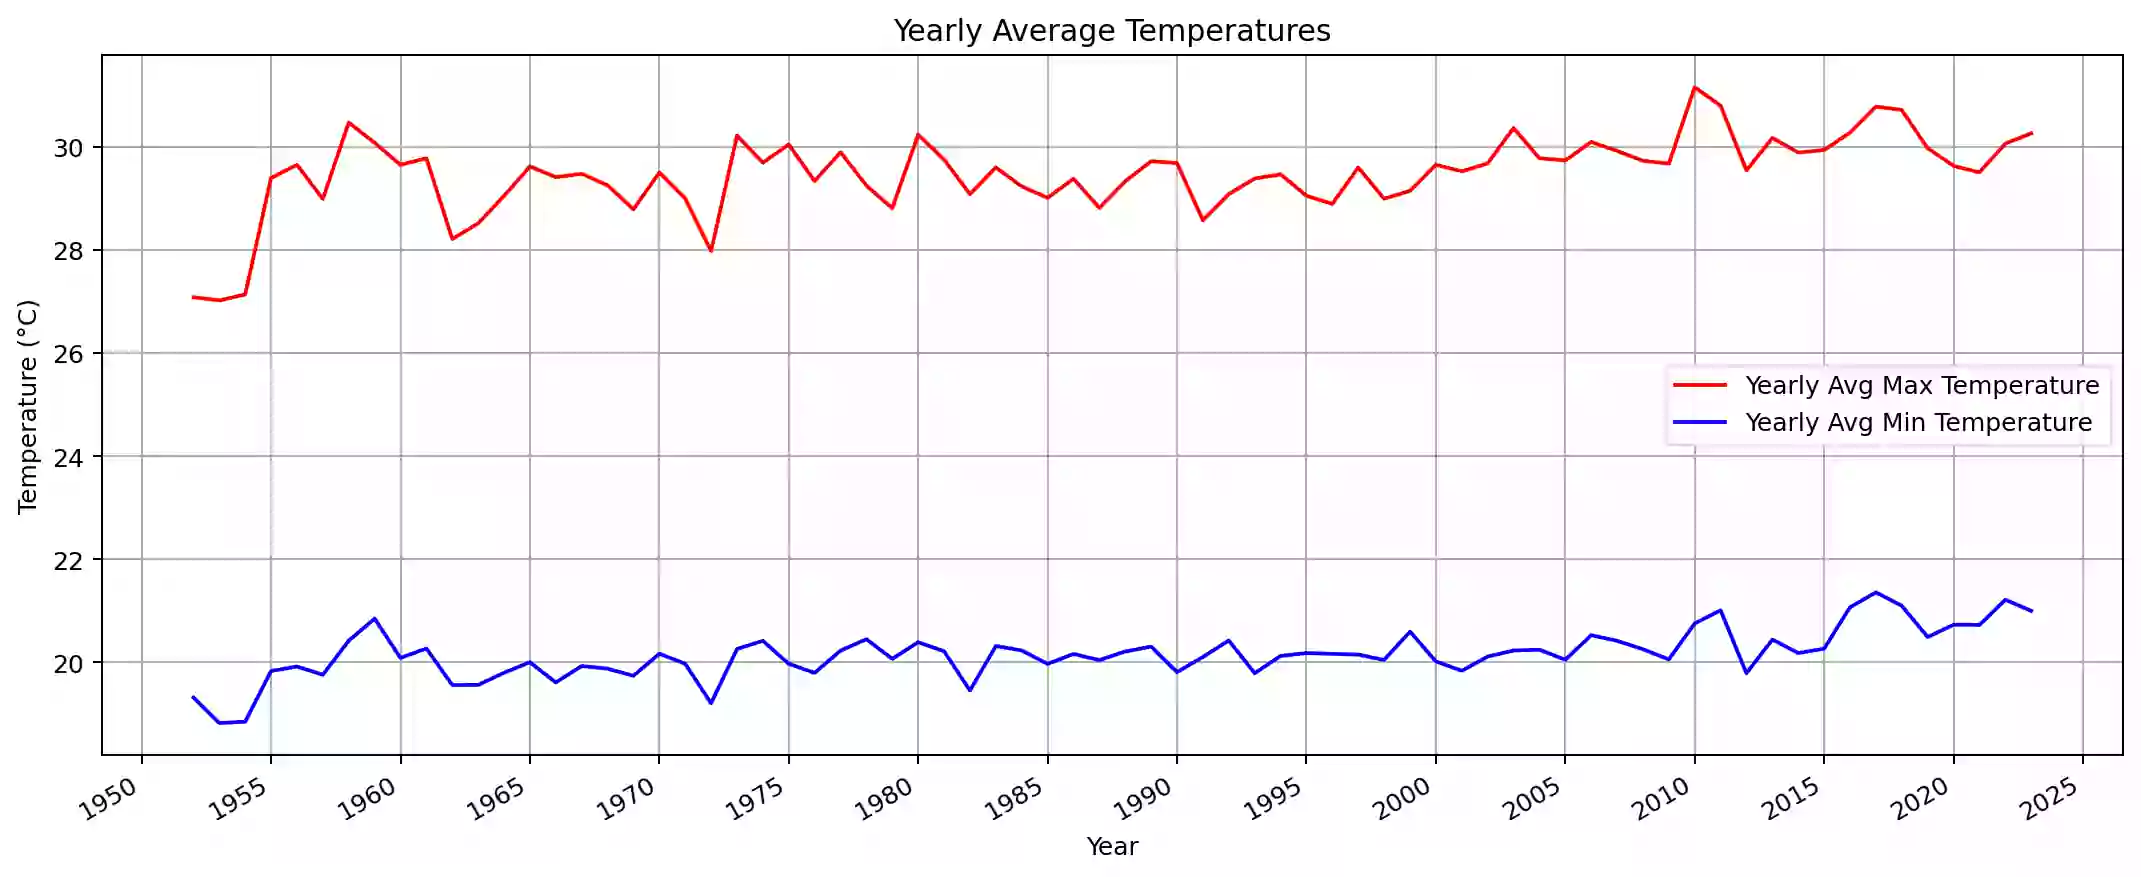 Yearly Average Temperatures
30
28
26
24
22
20
Temperature (°C)
Yearly Avg Max Temperature
Yearly Avg Min Temperature
1950 1955 1960 1965 1970 1975 1980 1985 1990 1995 2000 2005 2010 2015 2020 2025
Year